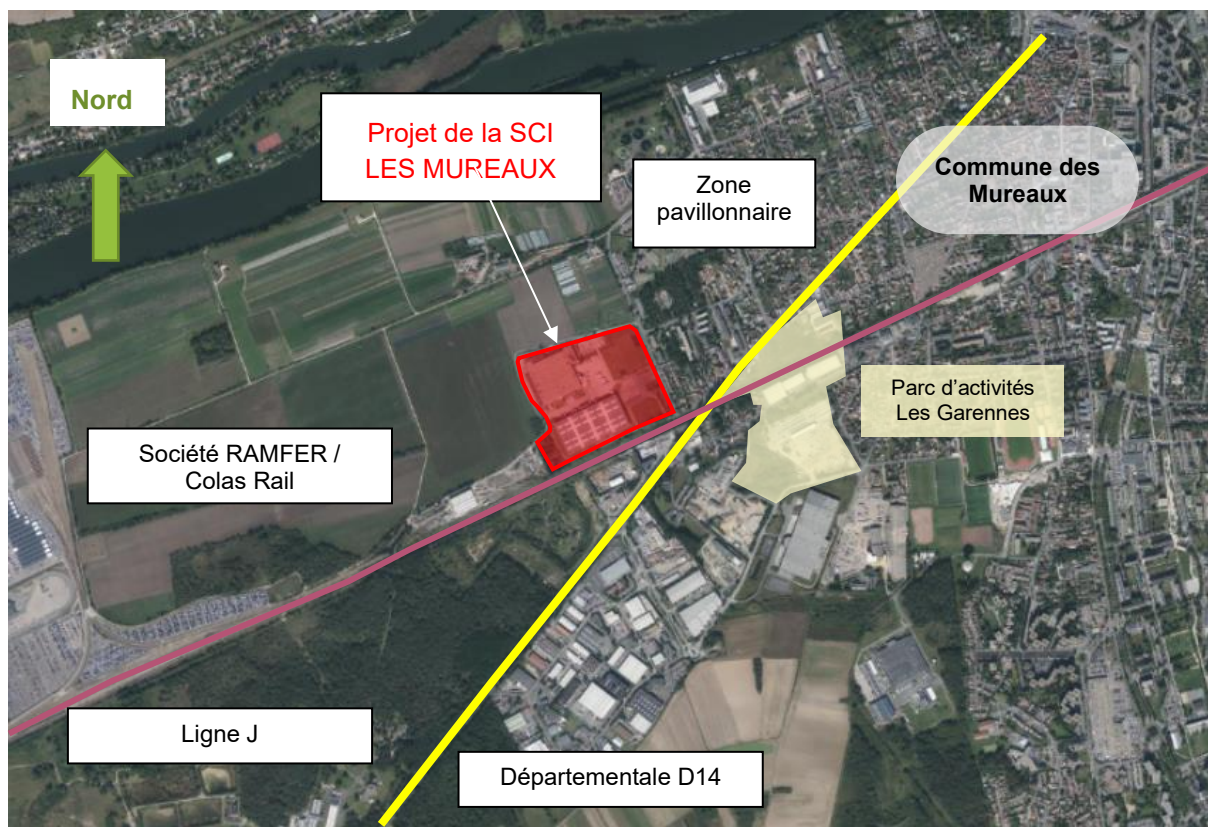 Nord
Projet de la SCI
LES MUREAUX
Zone
pavillonnaire
Commune des
Mureaux
Parc d’activités
Les Garennes
Société RAMFER /
Colas Rail
Ligne J
Départementale D14